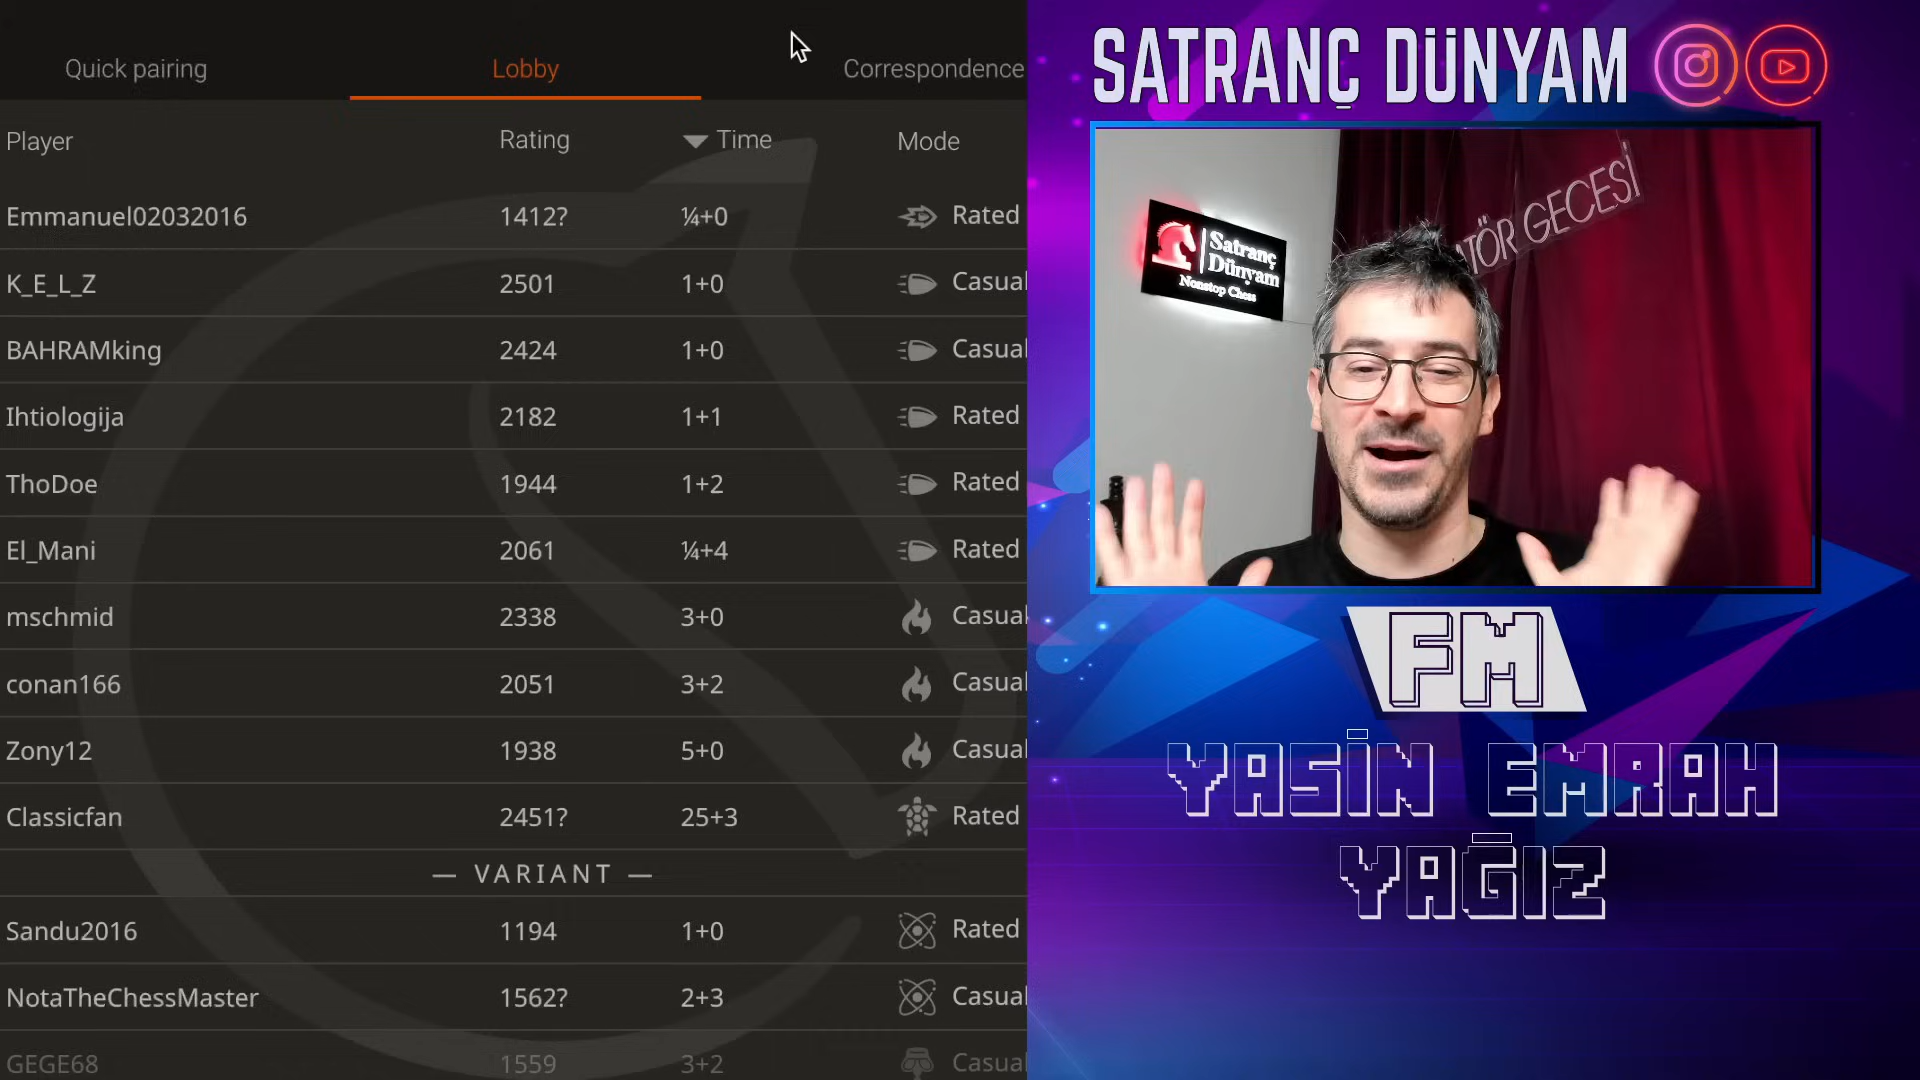 Quick pairing Lobby Correspondence
Player Rating Time Mode
Emmanuel02032016 1412? ¼+0 Rated
K_E_L_Z 2501 1+0 Casual
BAHRAMking 2424 1+0 Casual
Ihtiologija 2182 1+1 Rated
ThoDoe 1944 1+2 Rated
El_Mani 2061 ¼+4 Rated
mschmid 2338 3+0 Casual
conan166 2051 3+2 Casual
Zony12 1938 5+0 Casual
Classicfan 2451? 25+3 Rated
— VARIANT —
Sandu2016 1194 1+0 Rated
NotaTheChessMaster 1562? 2+3 Casual
GEGE68 1559 3+2 Casual
SATRANÇ DÜNYAM
Satranç
Dünyam
Nonstop Chess
TÖR GECESİ
FM
YASİN EMRAH
YAĞIZ